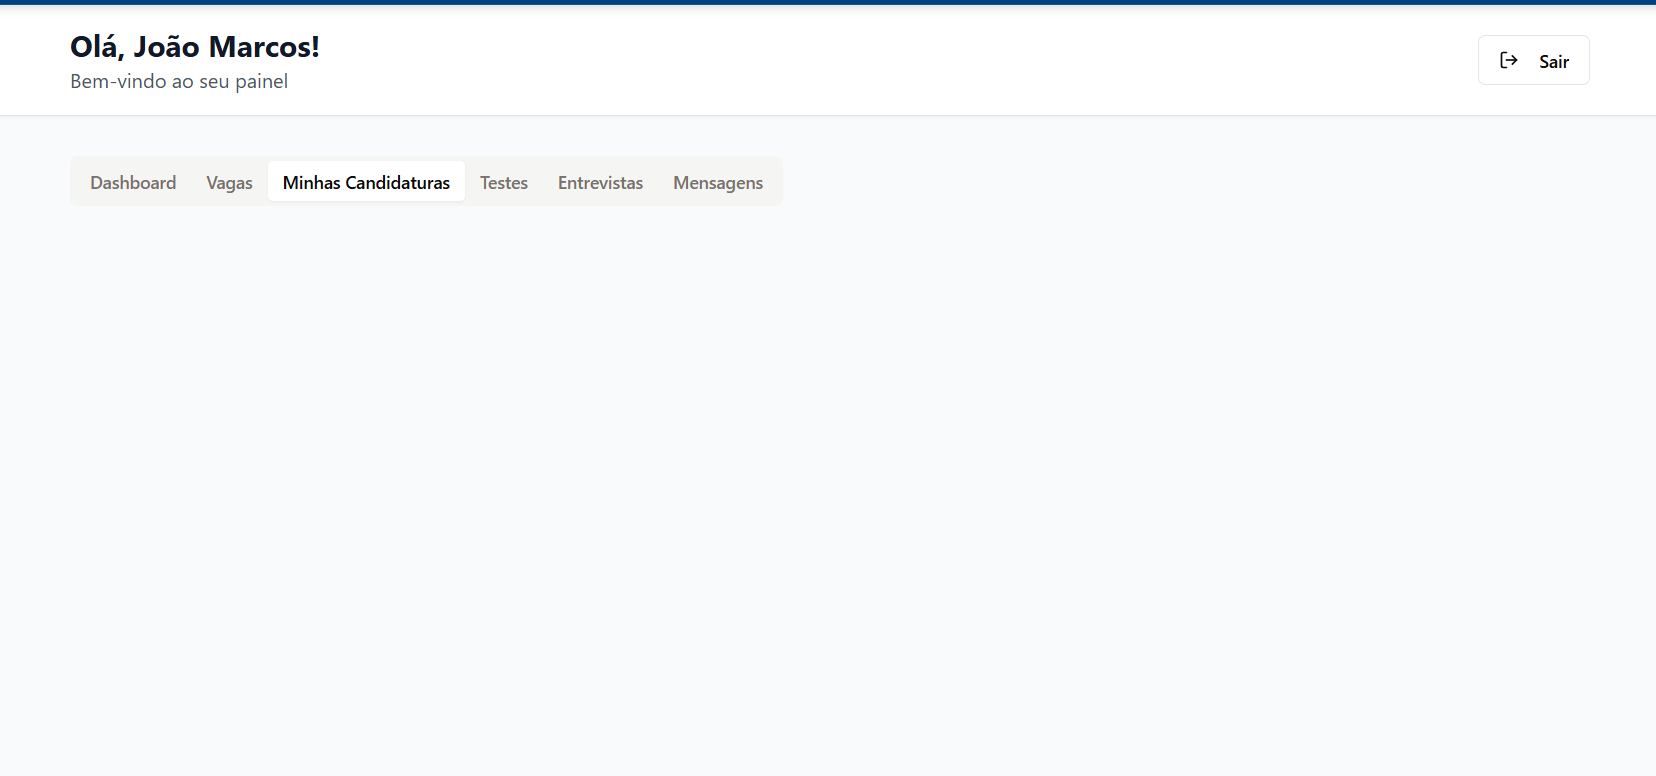 Olá, João Marcos!
Bem-vindo ao seu painel
Sair
Dashboard Vagas Minhas Candidaturas Testes Entrevistas Mensagens